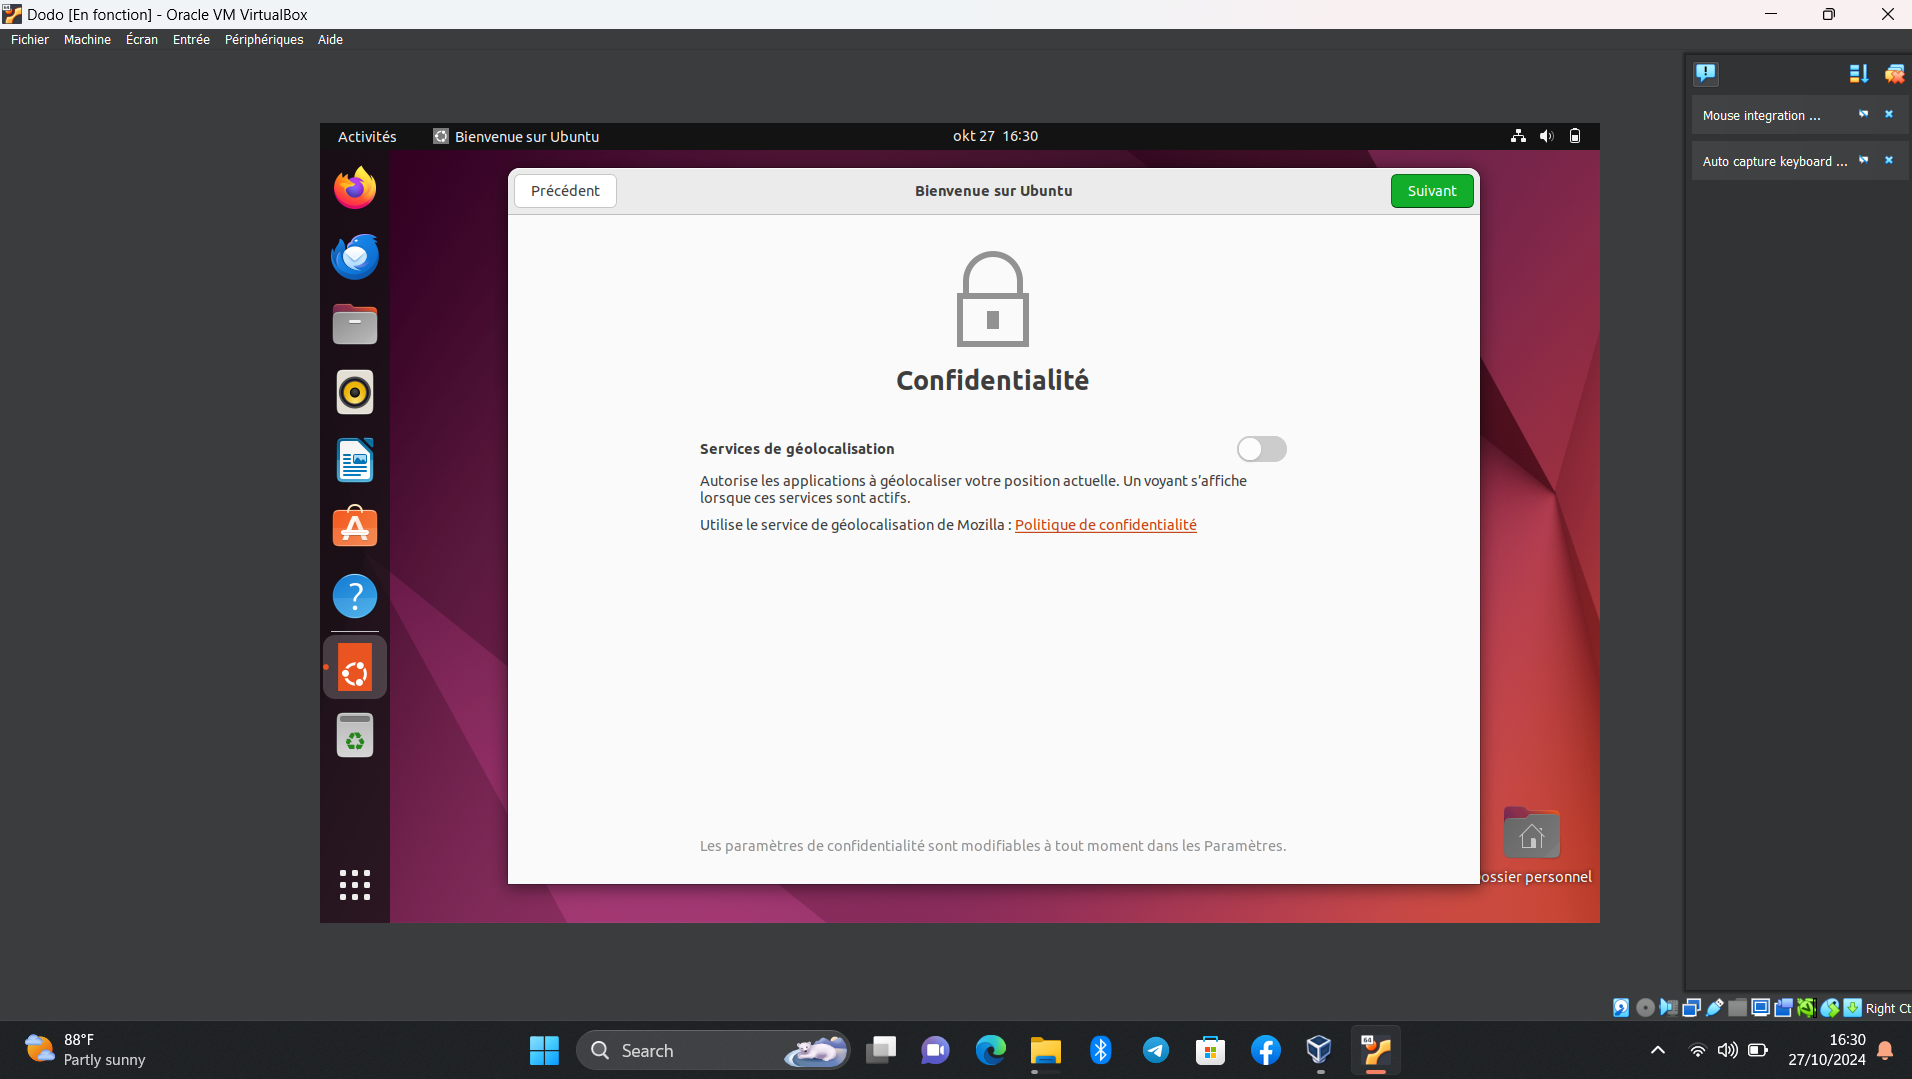 Dodo [En fonction] - Oracle VM VirtualBox
Fichier Machine Écran Entrée Périphériques Aide
Mouse integration ...
Auto capture keyboard ...
Activités Bienvenue sur Ubuntu okt 27 16:30
Précédent Bienvenue sur Ubuntu Suivant
Confidentialité
Services de géolocalisation
Autorise les applications à géolocaliser votre position actuelle. Un voyant s’affiche
lorsque ces services sont actifs.
Utilise le service de géolocalisation de Mozilla : Politique de confidentialité
Les paramètres de confidentialité sont modifiables à tout moment dans les Paramètres.
ossier personnel
Right Ct
88°F
Partly sunny
Search
64
16:30
27/10/2024